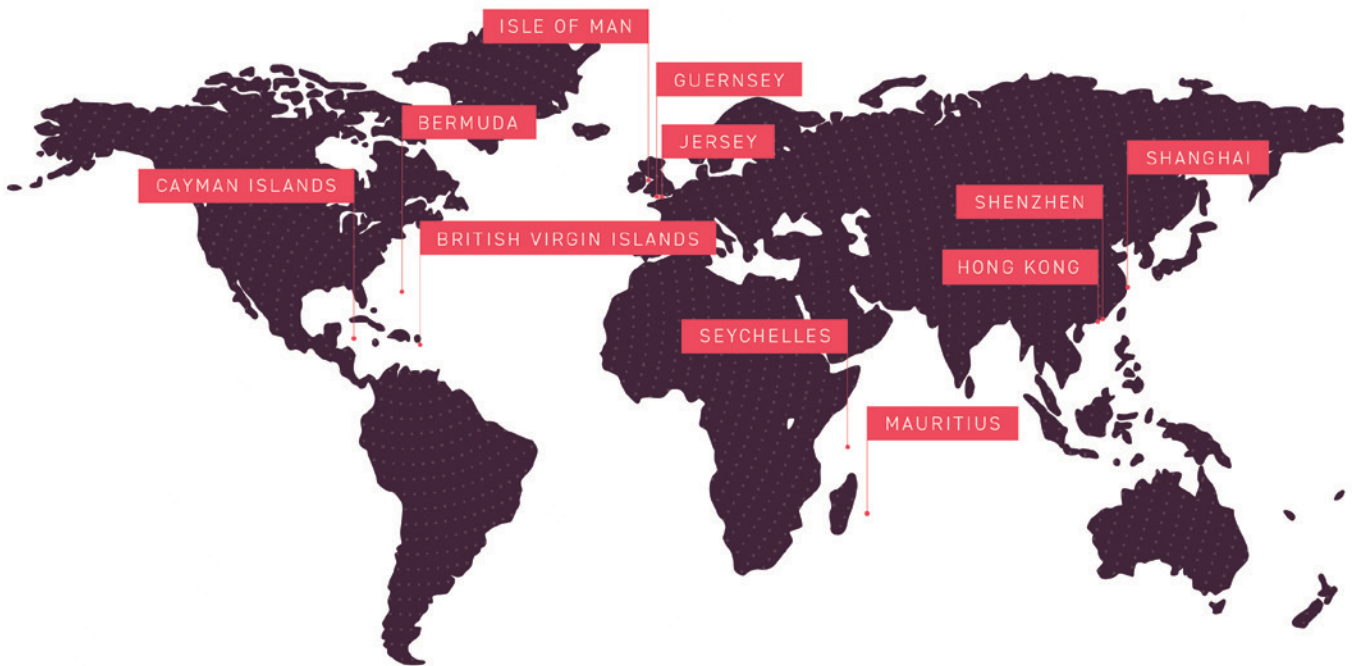 ISLE OF MAN
GUERNSEY
BERMUDA
JERSEY
SHANGHAI
CAYMAN ISLANDS
SHENZHEN
BRITISH VIRGIN ISLANDS
HONG KONG
SEYCHELLES
MAURITIUS